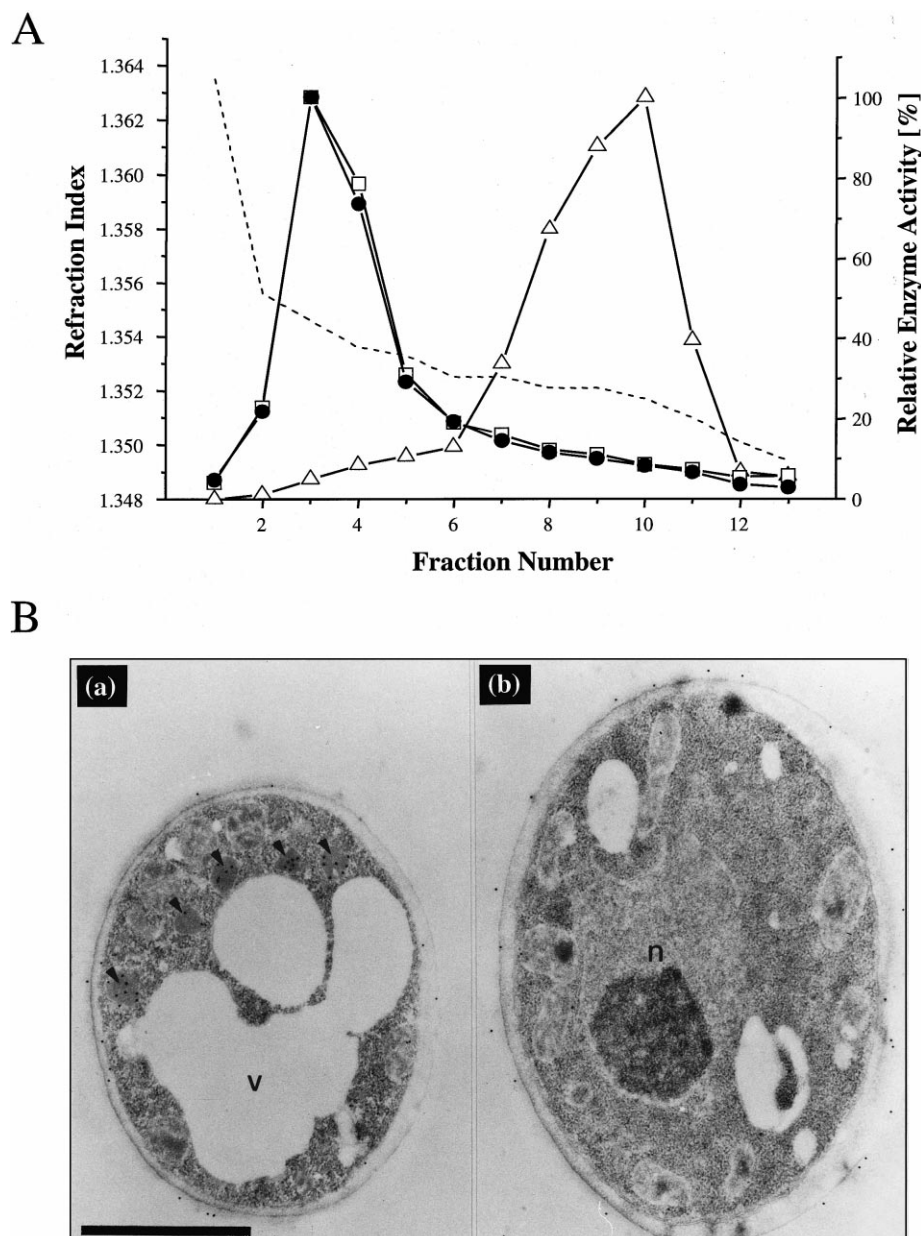 A
Refraction Index
1.364
1.362
1.360
1.358
1.356
1.354
1.352
1.350
1.348
2 4 6 8 10 12
Fraction Number
100
80
60
40
20
0
Relative Enzyme Activity [%]
B
(a)
(b)
v
n